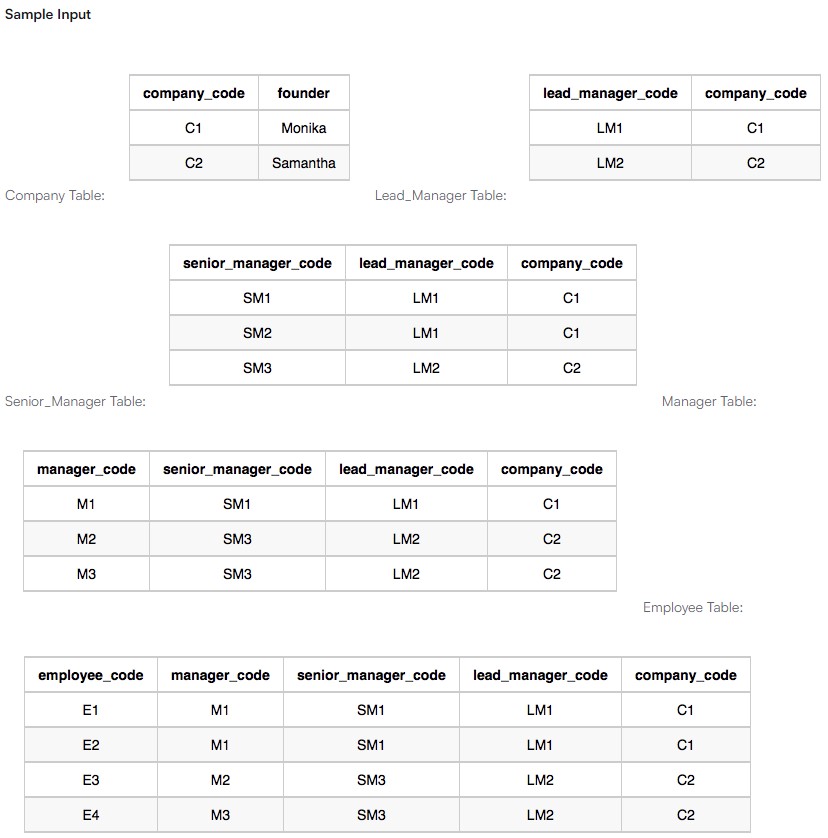 Sample Input
company_code founder lead_manager_code company_code
C1 Monika LM1 C1
C2 Samantha LM2 C2
Company Table: Lead_Manager Table:
senior_manager_code lead_manager_code company_code
SM1 LM1 C1
SM2 LM1 C1
SM3 LM2 C2
Senior_Manager Table: Manager Table:
manager_code senior_manager_code lead_manager_code company_code
M1 SM1 LM1 C1
M2 SM3 LM2 C2
M3 SM3 LM2 C2
Employee Table:
employee_code manager_code senior_manager_code lead_manager_code company_code
E1 M1 SM1 LM1 C1
E2 M1 SM1 LM1 C1
E3 M2 SM3 LM2 C2
E4 M3 SM3 LM2 C2